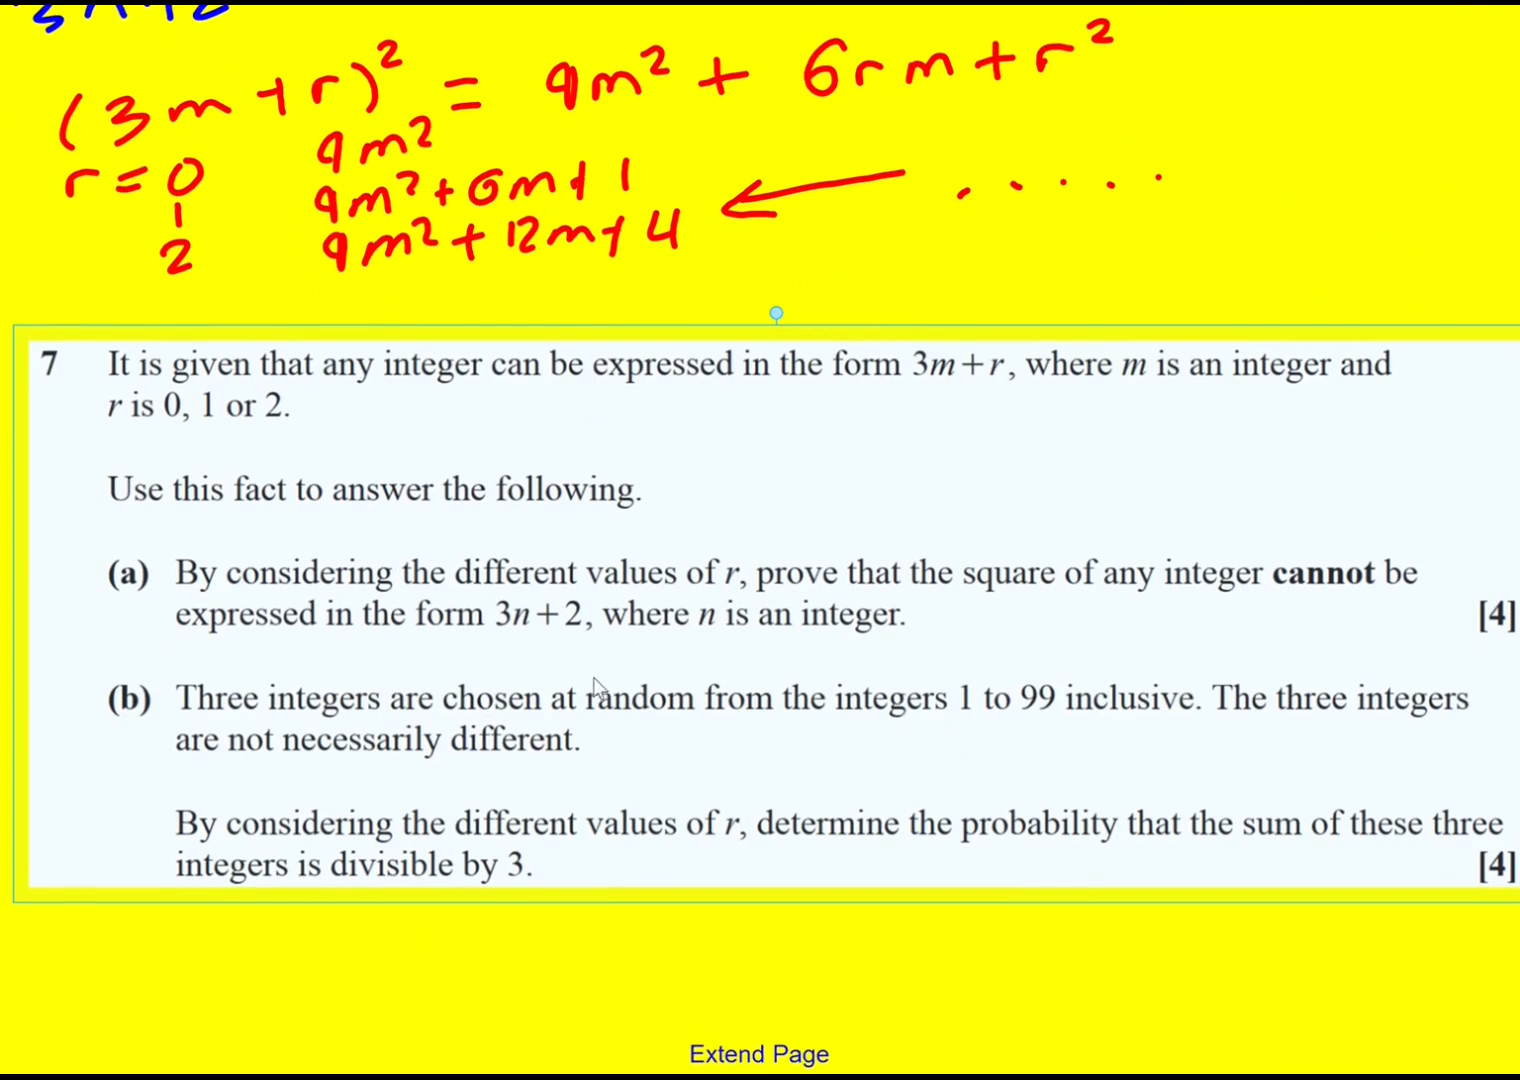 (3m+r)² = 9m² + 6rm + r²
r = 0 9m²
1 9m² + 6m + 1
2 9m² + 12m + 4
7 It is given that any integer can be expressed in the form 3m+r, where m is an integer and
r is 0, 1 or 2.
Use this fact to answer the following.
(a) By considering the different values of r, prove that the square of any integer cannot be
expressed in the form 3n+2, where n is an integer. [4]
(b) Three integers are chosen at random from the integers 1 to 99 inclusive. The three integers
are not necessarily different.
By considering the different values of r, determine the probability that the sum of these three
integers is divisible by 3. [4]
Extend Page